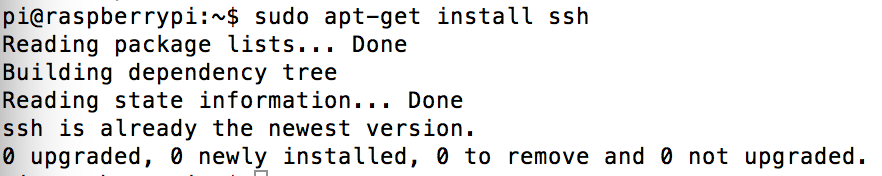 pi@raspberrypi:~$ sudo apt-get install ssh
Reading package lists... Done
Building dependency tree
Reading state information... Done
ssh is already the newest version.
0 upgraded, 0 newly installed, 0 to remove and 0 not upgraded.